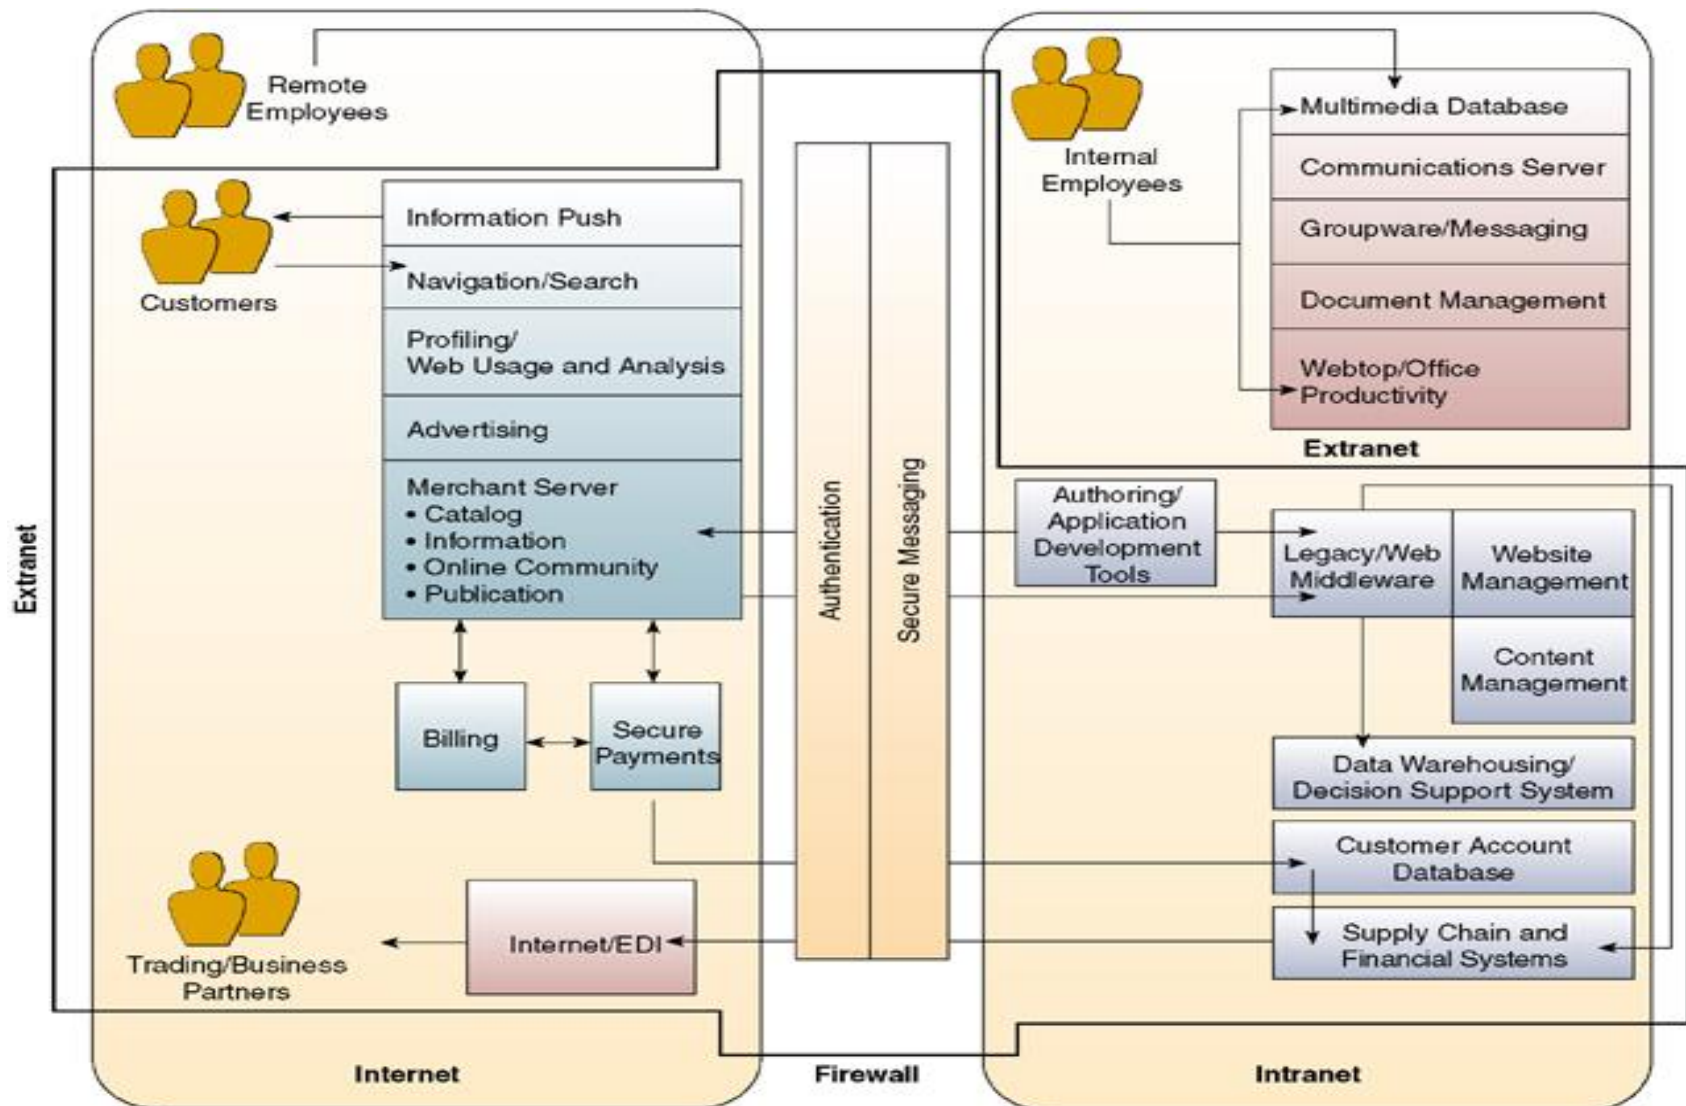 Remote
Employees
Customers
Information Push
Navigation/Search
Profiling/
Web Usage and Analysis
Advertising
Merchant Server
• Catalog
• Information
• Online Community
• Publication
Billing
Secure
Payments
Trading/Business
Partners
Internet/EDI
Extranet
Internet
Authentication
Secure Messaging
Firewall
Internal
Employees
Multimedia Database
Communications Server
Groupware/Messaging
Document Management
Webtop/Office
Productivity
Extranet
Authoring/
Application
Development
Tools
Legacy/Web
Middleware
Website
Management
Content
Management
Data Warehousing/
Decision Support System
Customer Account
Database
Supply Chain and
Financial Systems
Intranet